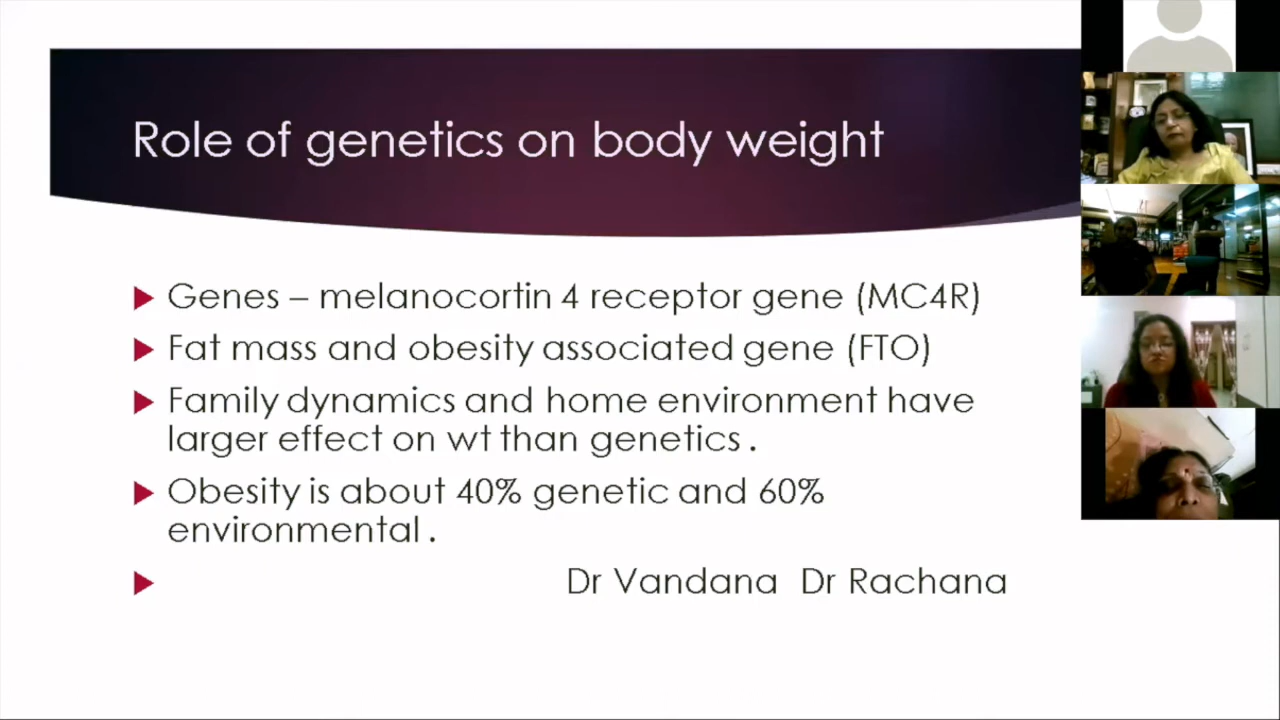 Role of genetics on body weight
Genes – melanocortin 4 receptor gene (MC4R)
Fat mass and obesity associated gene (FTO)
Family dynamics and home environment have
larger effect on wt than genetics .
Obesity is about 40% genetic and 60%
environmental .
Dr Vandana Dr Rachana